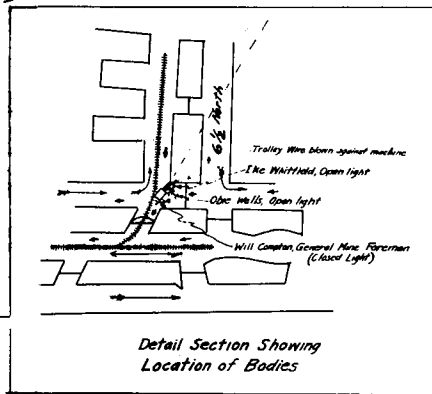 6½ North
Trolley Wire blown against machine
Ike Whitfield, Open light
Obie Walls, Open light
Will Compton, General Mine Foreman
(Closed Light)
Detail Section Showing
Location of Bodies